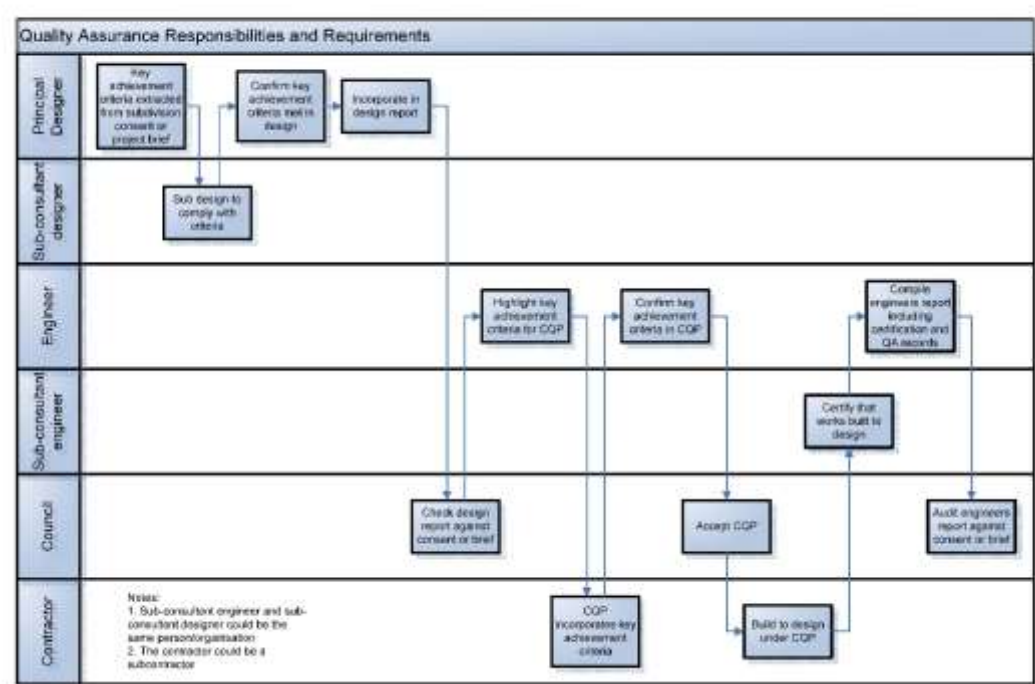 Quality Assurance Responsibilities and Requirements
Principal
Designer
Key
achievement
criteria extracted
from subdivision
consent or
project brief
Confirm key
achievement
criteria met in
design
Incorporate in
design report
Sub-consultant
designer
Sub design to
comply with
criteria
Engineer
Highlight key
achievement
criteria for CQP
Confirm key
achievement
criteria in CQP
Compile
engineers report
including
certification and
QA records
Sub-consultant
engineer
Certify that
works built to
design
Council
Check design
report against
consent or brief
Accept CQP
Audit engineers
report against
consent or brief
Contractor
Notes:
1. Sub-consultant engineer and sub-
consultant designer could be the
same person/organisation
2. The contractor could be a
subcontractor
CQP
incorporates key
achievement
criteria
Build to design
under CQP